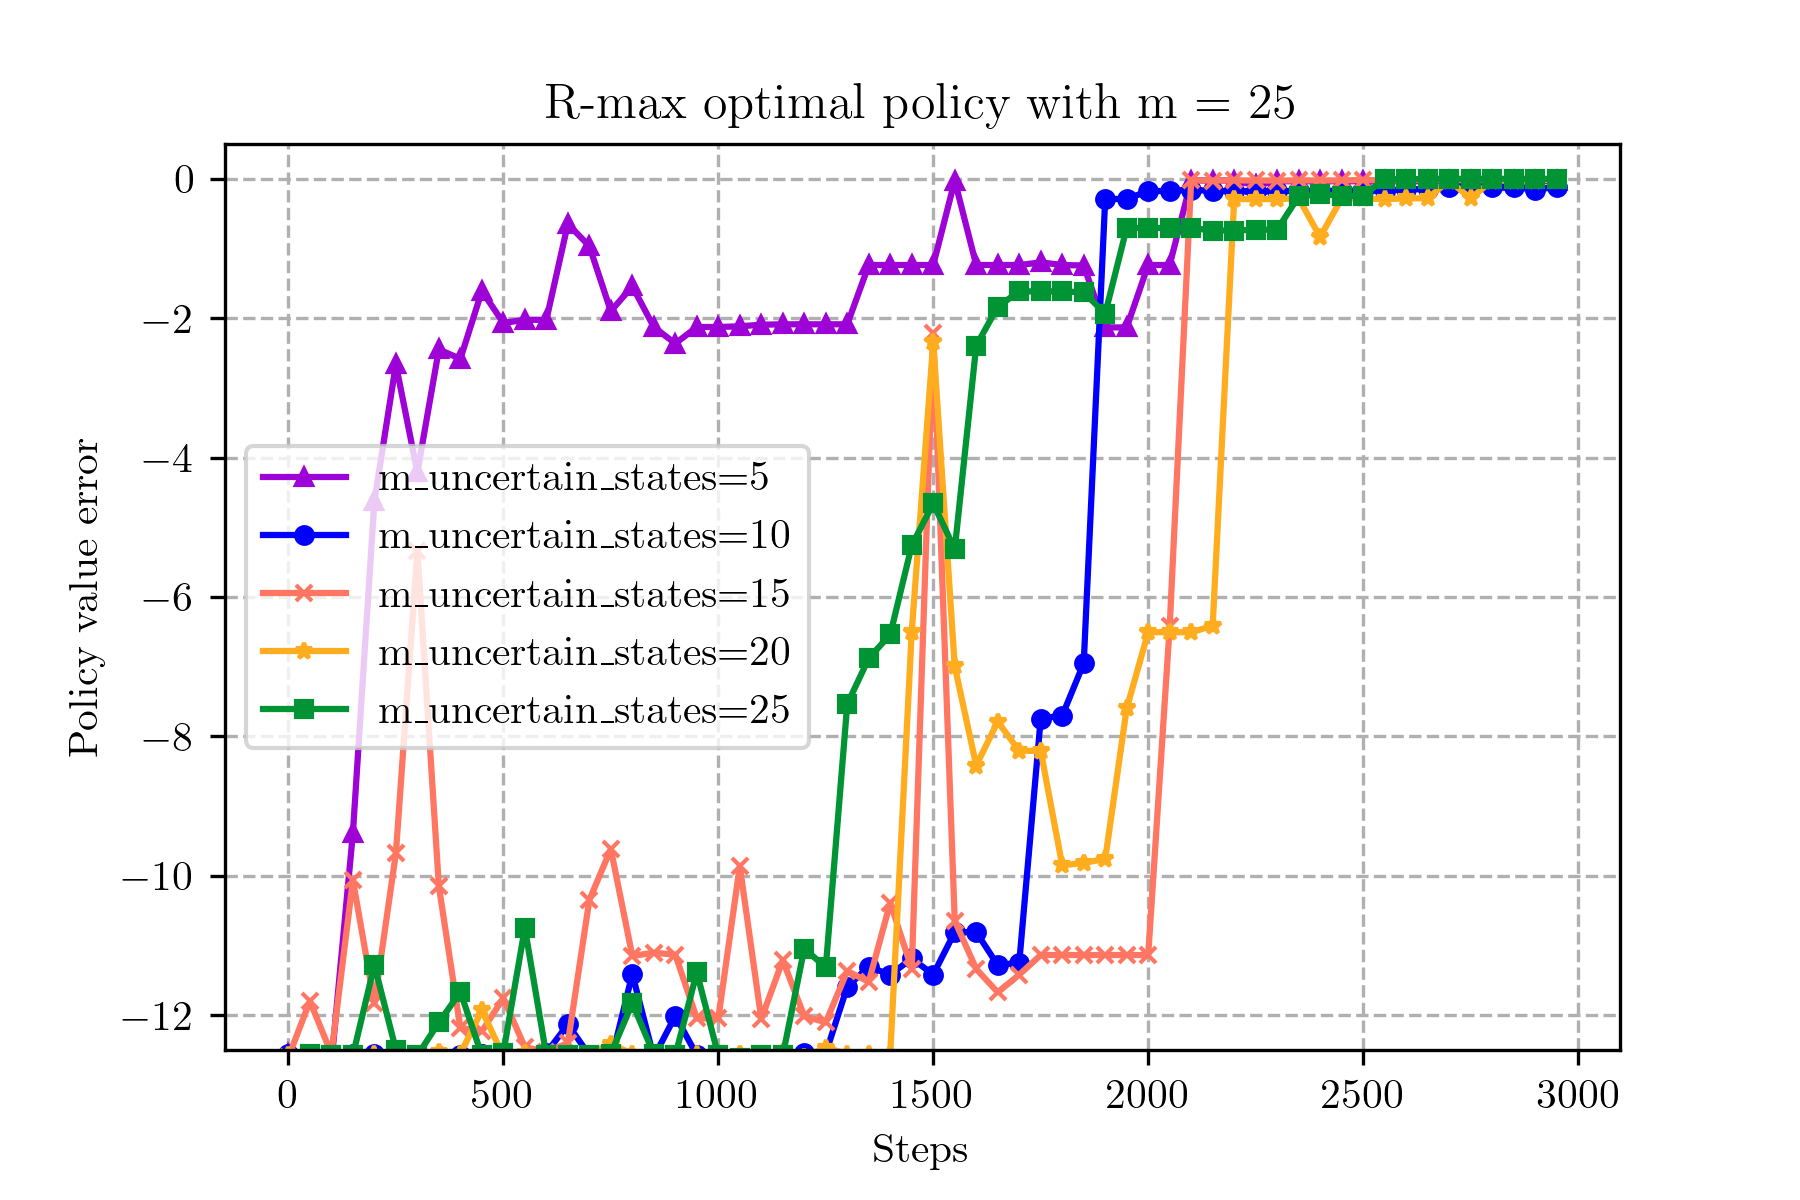 R-max optimal policy with m = 25
Policy value error
0
−2
−4
−6
−8
−10
−12
m_uncertain_states=5
m_uncertain_states=10
m_uncertain_states=15
m_uncertain_states=20
m_uncertain_states=25
0 500 1000 1500 2000 2500 3000
Steps